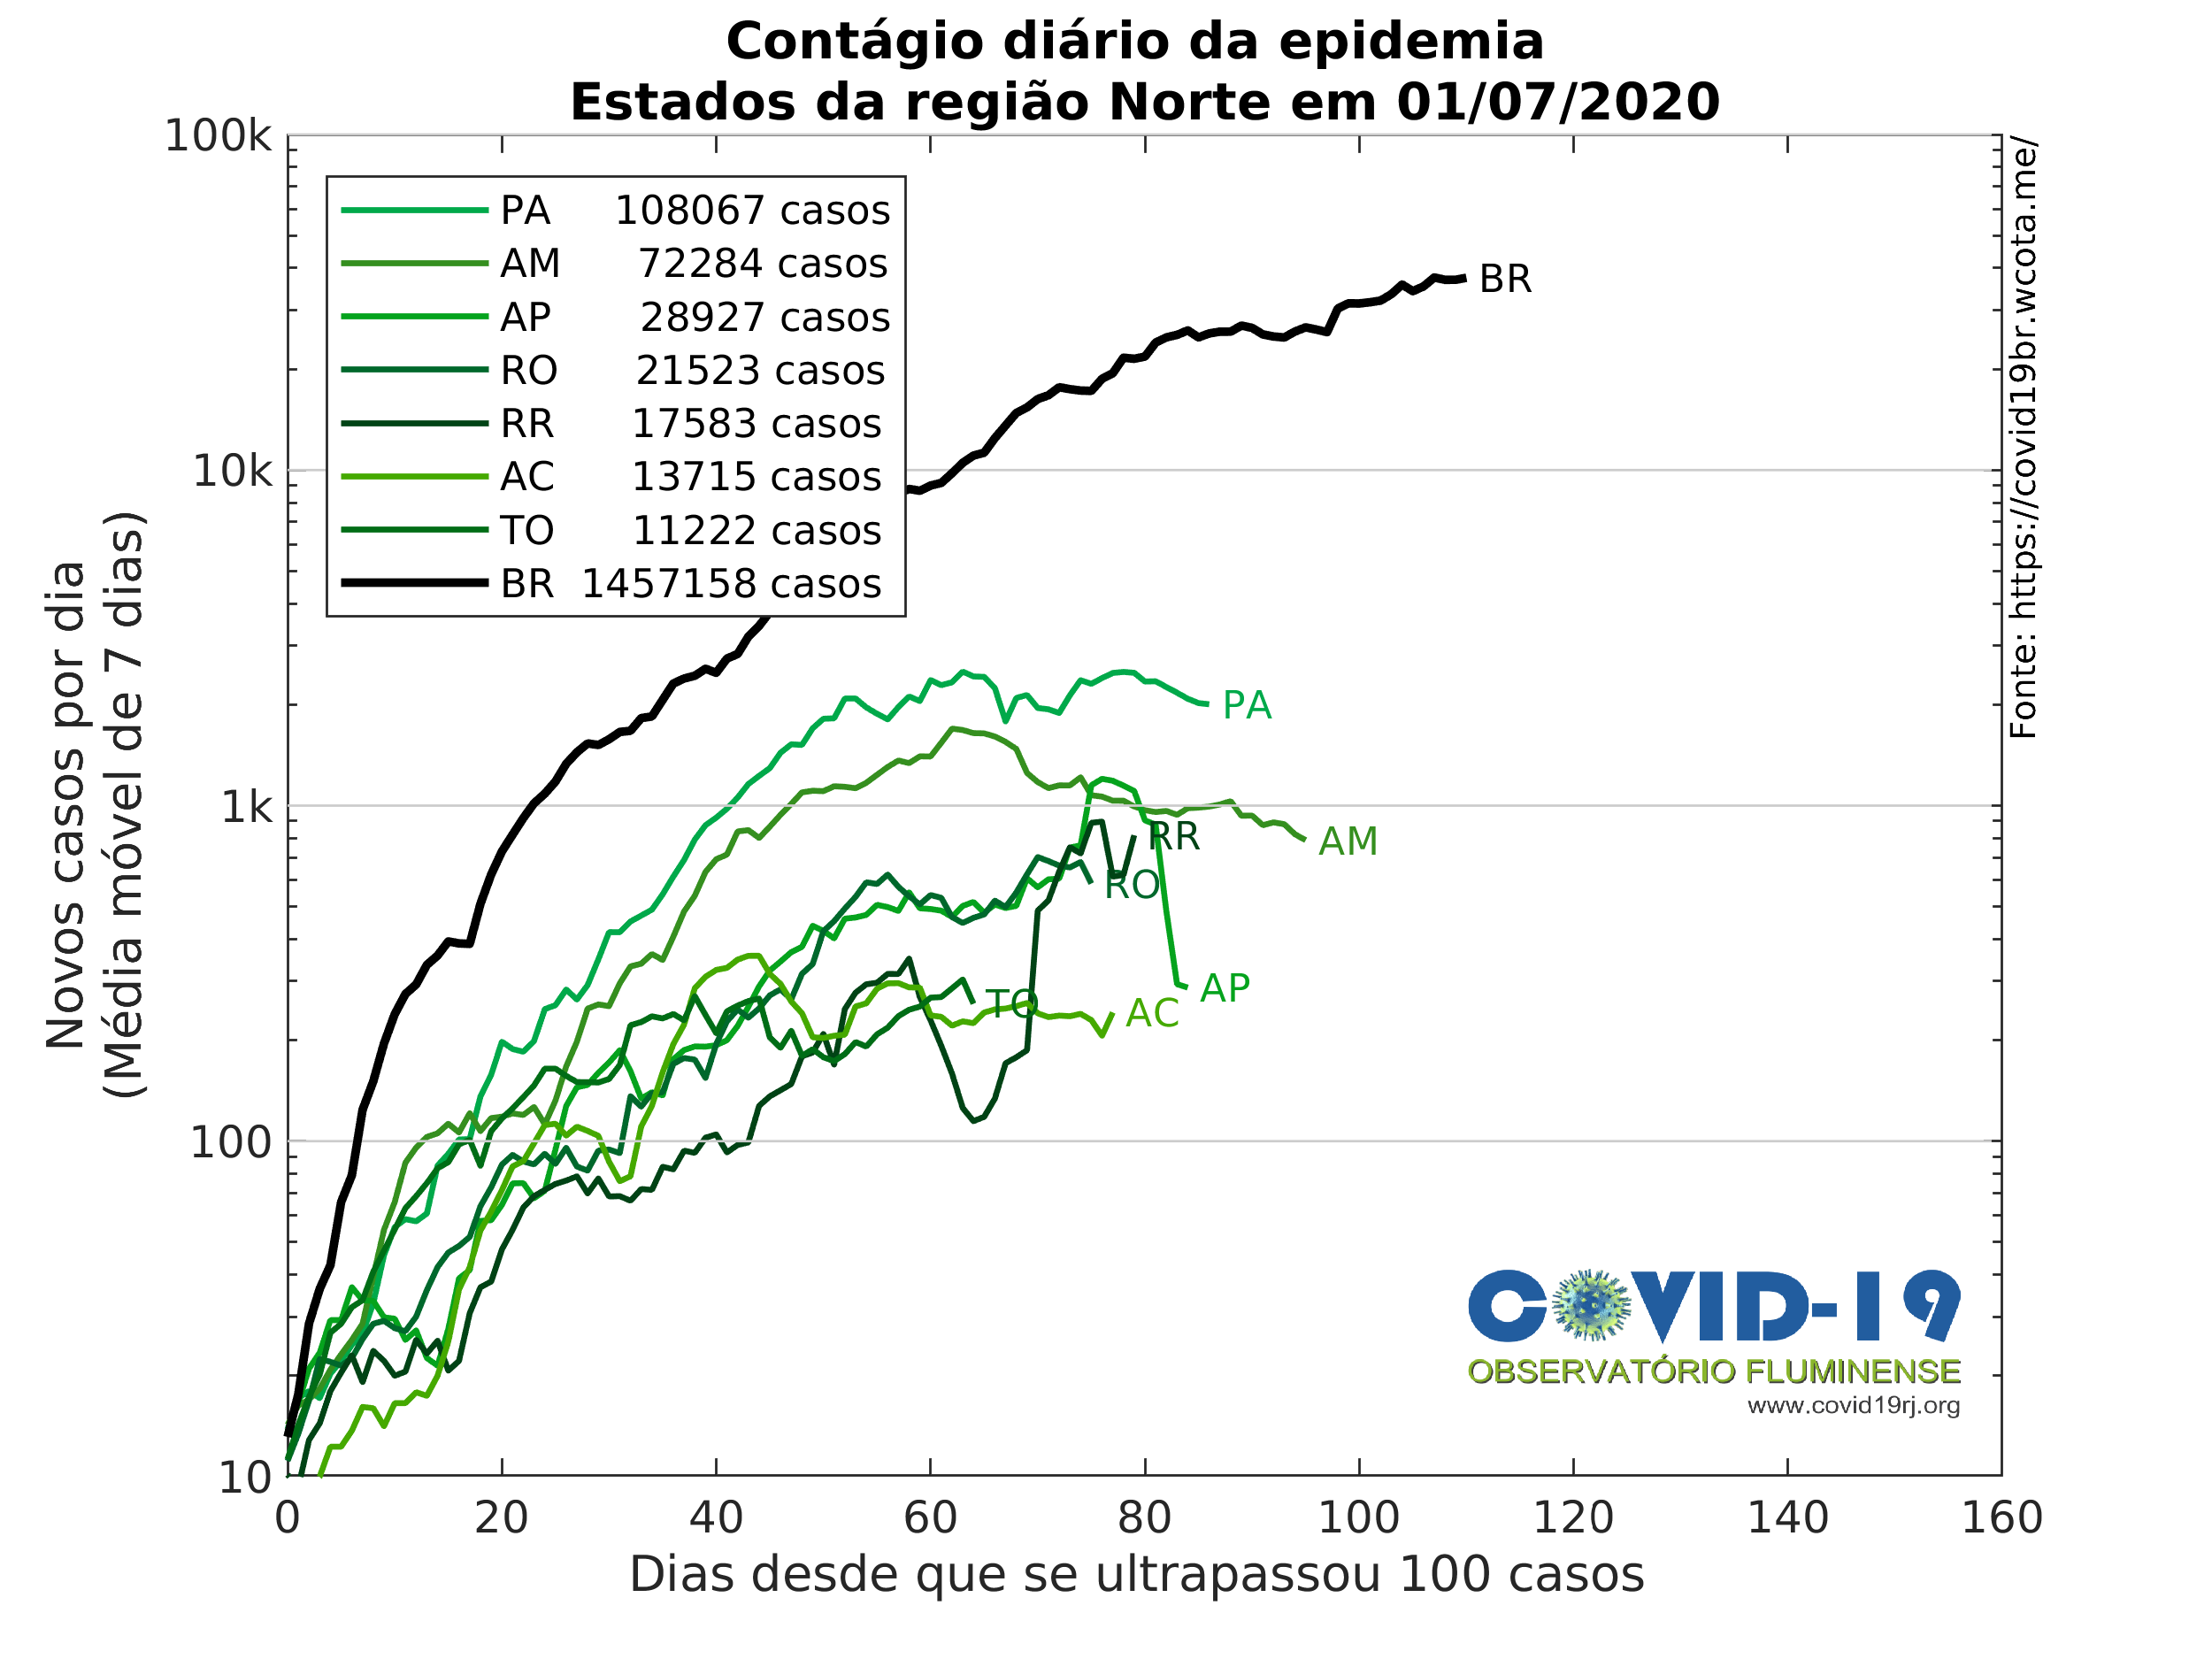 Contágio diário da epidemia
Estados da região Norte em 01/07/2020
100k
10k
1k
100
10
Novos casos por dia
(Média móvel de 7 dias)
PA 108067 casos
AM 72284 casos
AP 28927 casos
RO 21523 casos
RR 17583 casos
AC 13715 casos
TO 11222 casos
BR 1457158 casos
BR
PA
RR
AM
RO
AP
TO
AC
Fonte: https://covid19br.wcota.me/
COVID-19
OBSERVATÓRIO FLUMINENSE
www.covid19rj.org
0 20 40 60 80 100 120 140 160
Dias desde que se ultrapassou 100 casos